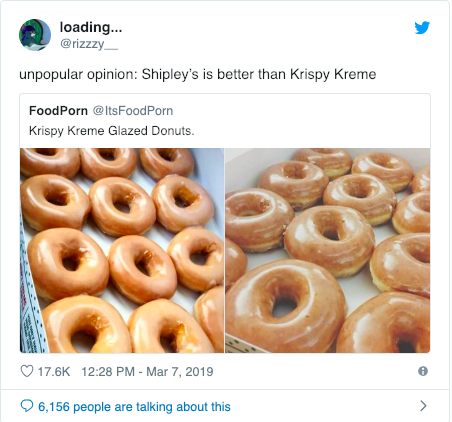 loading...
@rizzzy__
unpopular opinion: Shipley's is better than Krispy Kreme
FoodPorn @ItsFoodPorn
Krispy Kreme Glazed Donuts.
17.6K 12:28 PM - Mar 7, 2019
6,156 people are talking about this